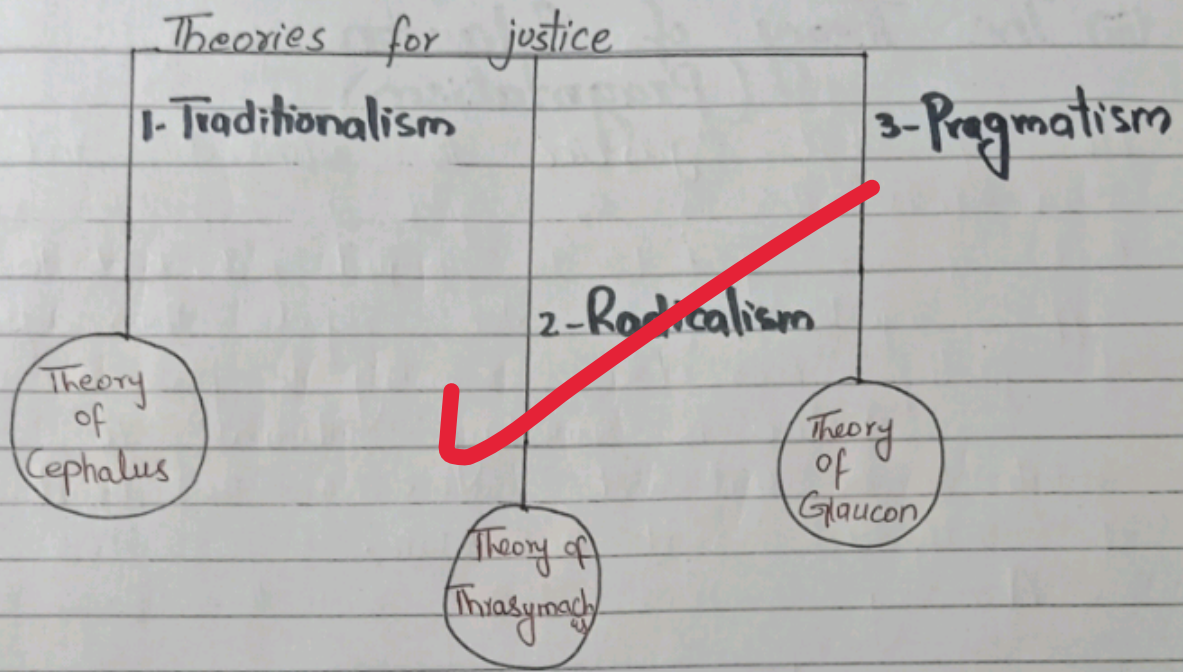 Theories for justice
1- Traditionalism
3- Pragmatism
2- Radicalism
Theory
of
Cephalus
Theory
of
Glaucon
Theory of
Thrasymachus